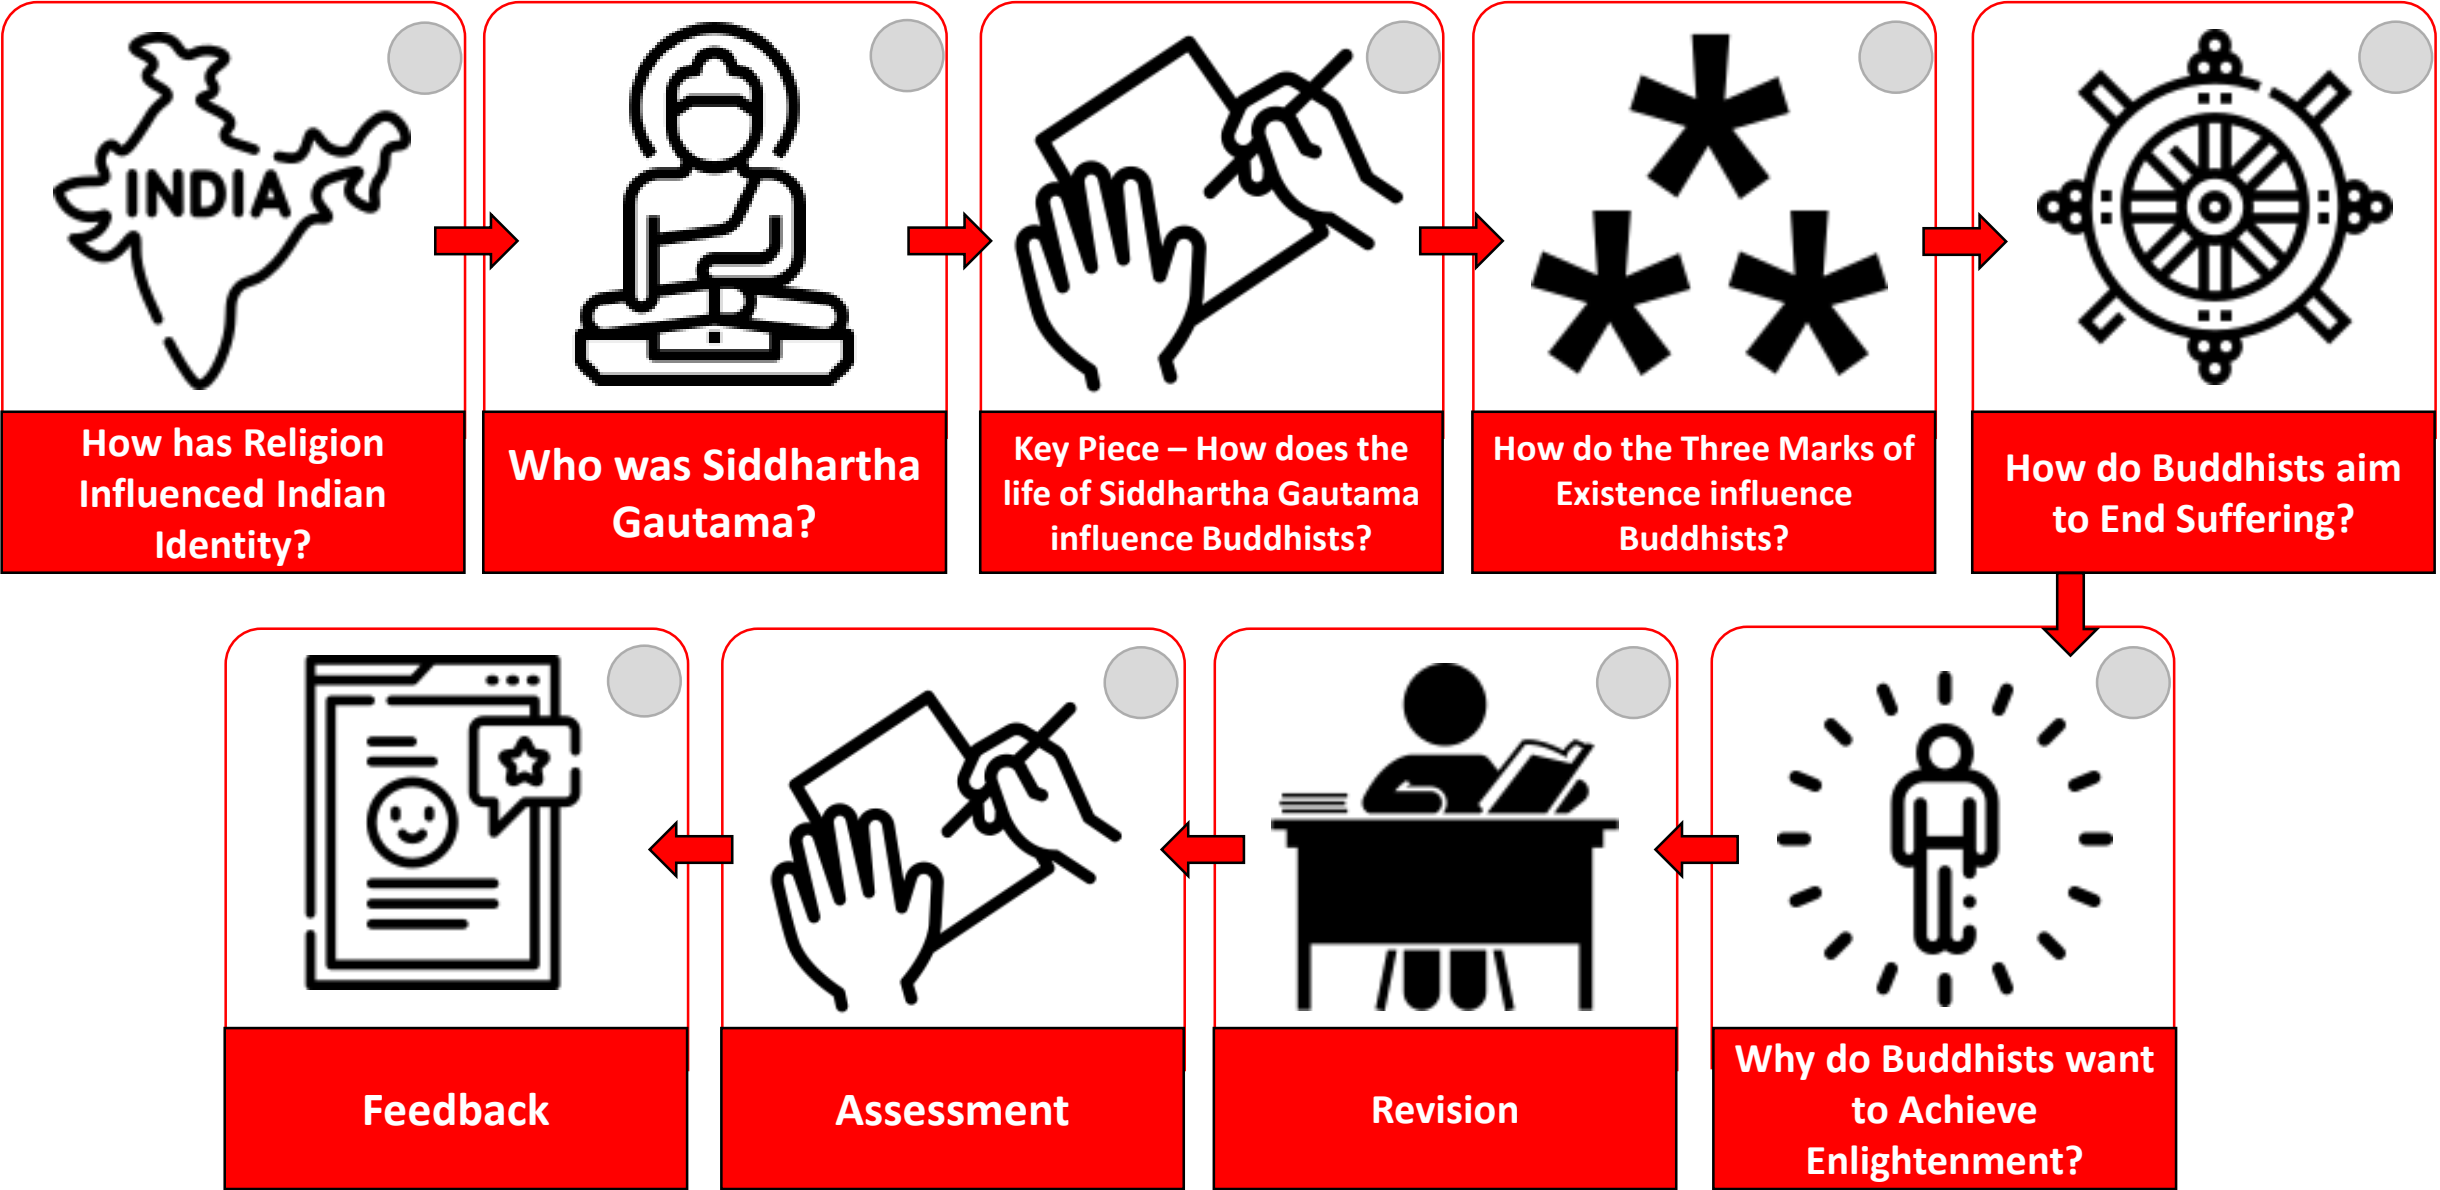 INDIA
How has Religion
Influenced Indian
Identity?
Who was Siddhartha
Gautama?
Key Piece – How does the
life of Siddhartha Gautama
influence Buddhists?
How do the Three Marks of
Existence influence
Buddhists?
How do Buddhists aim
to End Suffering?
Why do Buddhists want
to Achieve
Enlightenment?
Revision
Assessment
Feedback